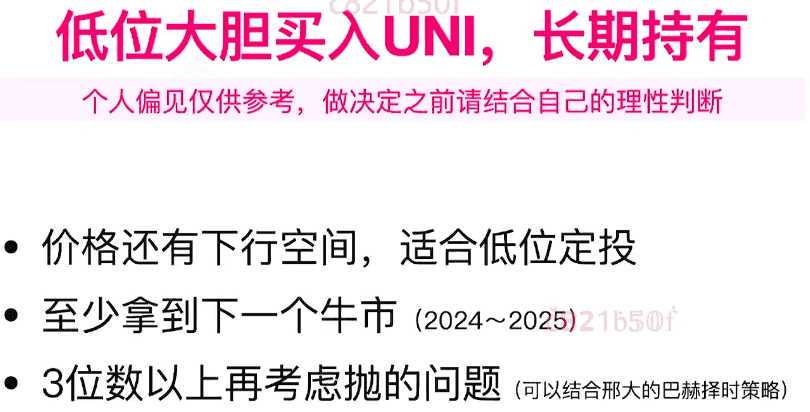 c821b50f
低位大胆买入UNI，长期持有
个人偏见仅供参考，做决定之前请结合自己的理性判断
• 价格还有下行空间，适合低位定投
• 至少拿到下一个牛市（2024～2025） c821b50f
• 3位数以上再考虑抛的问题（可以结合邢大的巴赫择时策略）